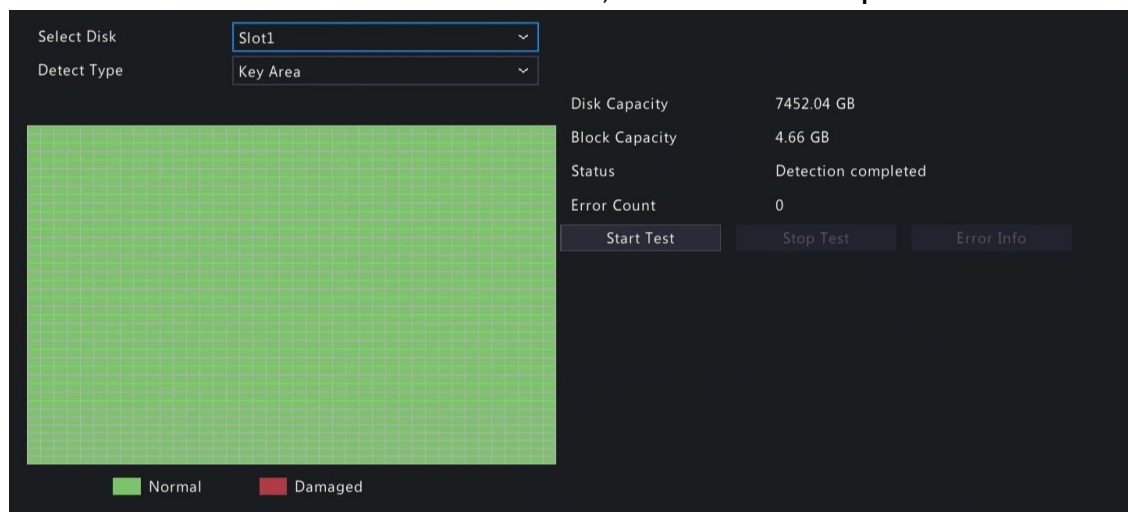 Select Disk Slot1
Detect Type Key Area
Disk Capacity 7452.04 GB
Block Capacity 4.66 GB
Status Detection completed
Error Count 0
Start Test Stop Test Error Info
Normal Damaged